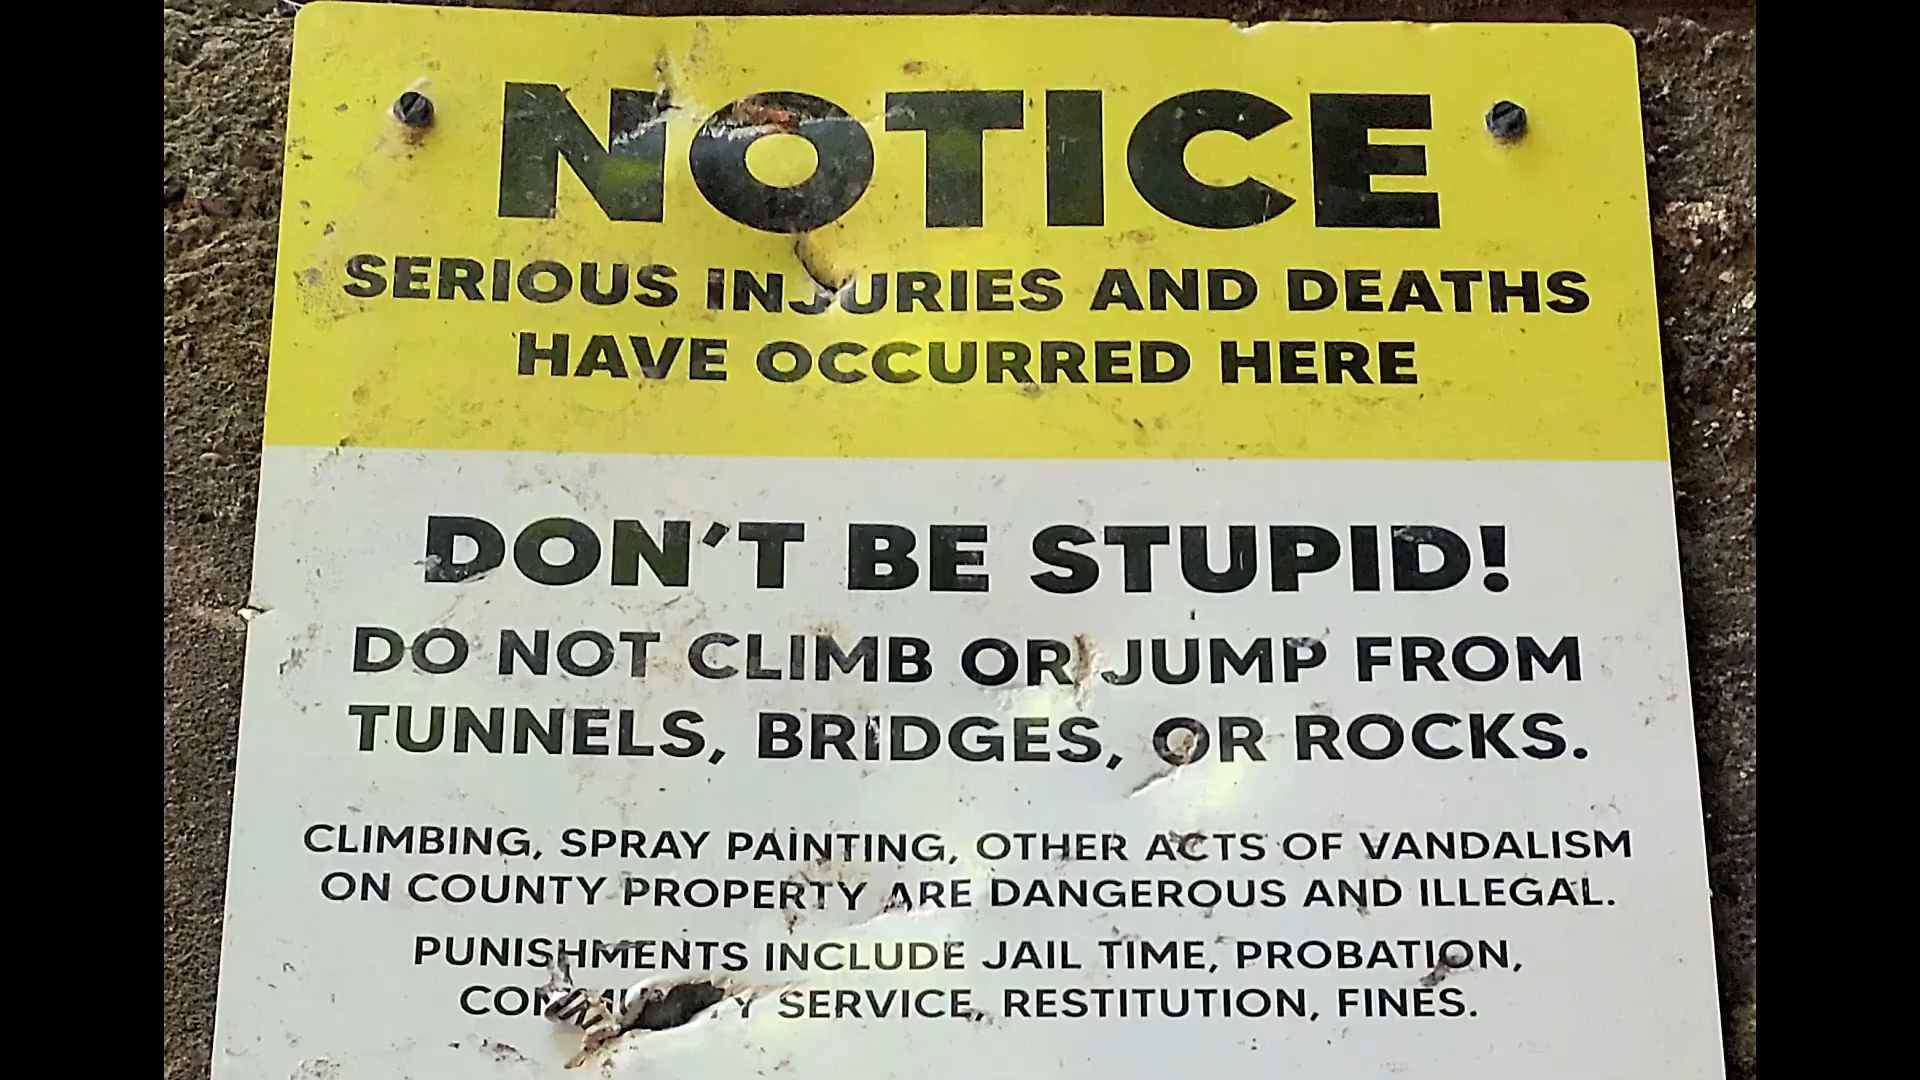 NOTICE
SERIOUS INJURIES AND DEATHS
HAVE OCCURRED HERE
DON'T BE STUPID!
DO NOT CLIMB OR JUMP FROM
TUNNELS, BRIDGES, OR ROCKS.
CLIMBING, SPRAY PAINTING, OTHER ACTS OF VANDALISM
ON COUNTY PROPERTY ARE DANGEROUS AND ILLEGAL.
PUNISHMENTS INCLUDE JAIL TIME, PROBATION,
COMMUNITY SERVICE, RESTITUTION, FINES.